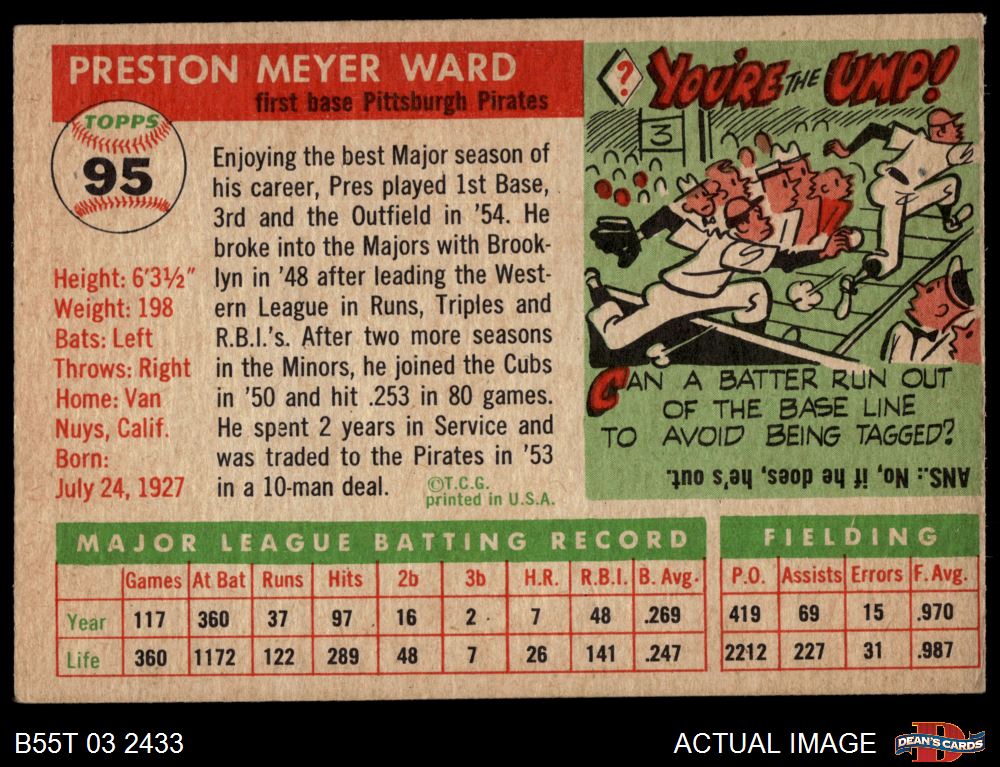 PRESTON MEYER WARD
first base Pittsburgh Pirates
TOPPS
95
Height: 6'3½"
Weight: 198
Bats: Left
Throws: Right
Home: Van
Nuys, Calif.
Born:
July 24, 1927
Enjoying the best Major season of
his career, Pres played 1st Base,
3rd and the Outfield in '54. He
broke into the Majors with Brook-
lyn in '48 after leading the West-
ern League in Runs, Triples and
R.B.I.'s. After two more seasons
in the Minors, he joined the Cubs
in '50 and hit .253 in 80 games.
He spent 2 years in Service and
was traded to the Pirates in '53
in a 10-man deal.
©T.C.G.
printed in U.S.A.
? YOU'RE THE UMP!
3
CAN A BATTER RUN OUT
OF THE BASE LINE
TO AVOID BEING TAGGED?
ANS.: No, if he does, he's out.
MAJOR LEAGUE BATTING RECORD
Games At Bat Runs Hits 2b 3b H.R. R.B.I. B. Avg.
Year 117 360 37 97 16 2 7 48 .269
Life 360 1172 122 289 48 7 26 141 .247
FIELDING
P.O. Assists Errors F. Avg.
419 69 15 .970
2212 227 31 .987
B55T 03 2433
ACTUAL IMAGE
D
DEAN'S CARDS